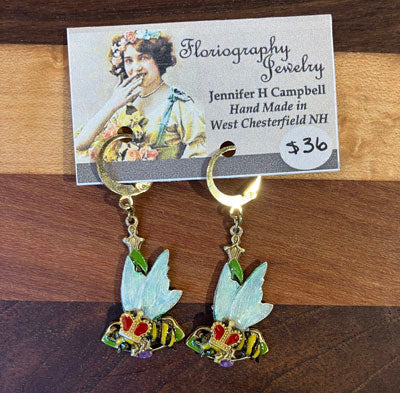 Floriography
Jewelry
Jennifer H Campbell
Hand Made in
West Chesterfield NH
$36